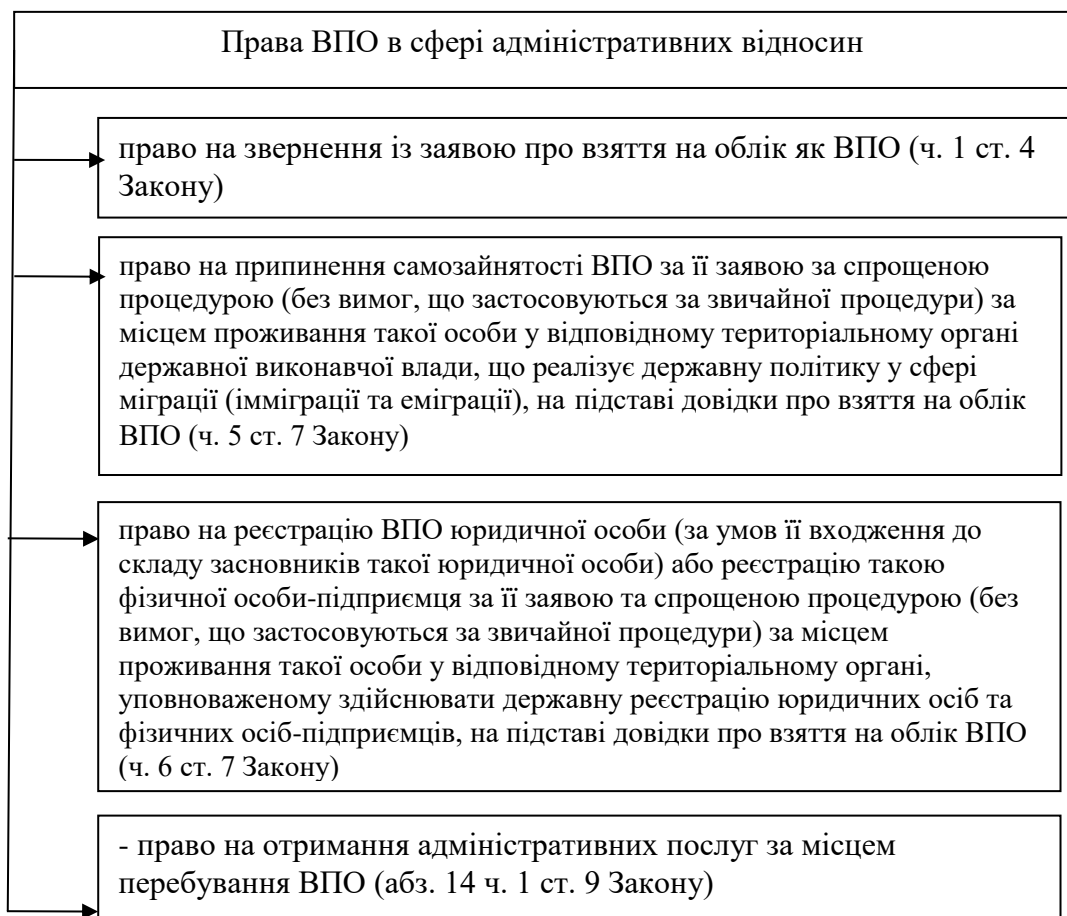 Права ВПО в сфері адміністративних відносин
право на звернення із заявою про взяття на облік як ВПО (ч. 1 ст. 4
Закону)
право на припинення самозайнятості ВПО за її заявою за спрощеною
процедурою (без вимог, що застосовуються за звичайної процедури) за
місцем проживання такої особи у відповідному територіальному органі
державної виконавчої влади, що реалізує державну політику у сфері
міграції (імміграції та еміграції), на підставі довідки про взяття на облік
ВПО (ч. 5 ст. 7 Закону)
право на реєстрацію ВПО юридичної особи (за умов її входження до
складу засновників такої юридичної особи) або реєстрацію такою
фізичної особи-підприємця за її заявою та спрощеною процедурою (без
вимог, що застосовуються за звичайної процедури) за місцем
проживання такої особи у відповідному територіальному органі,
уповноваженому здійснювати державну реєстрацію юридичних осіб та
фізичних осіб-підприємців, на підставі довідки про взяття на облік ВПО
(ч. 6 ст. 7 Закону)
- право на отримання адміністративних послуг за місцем
перебування ВПО (абз. 14 ч. 1 ст. 9 Закону)